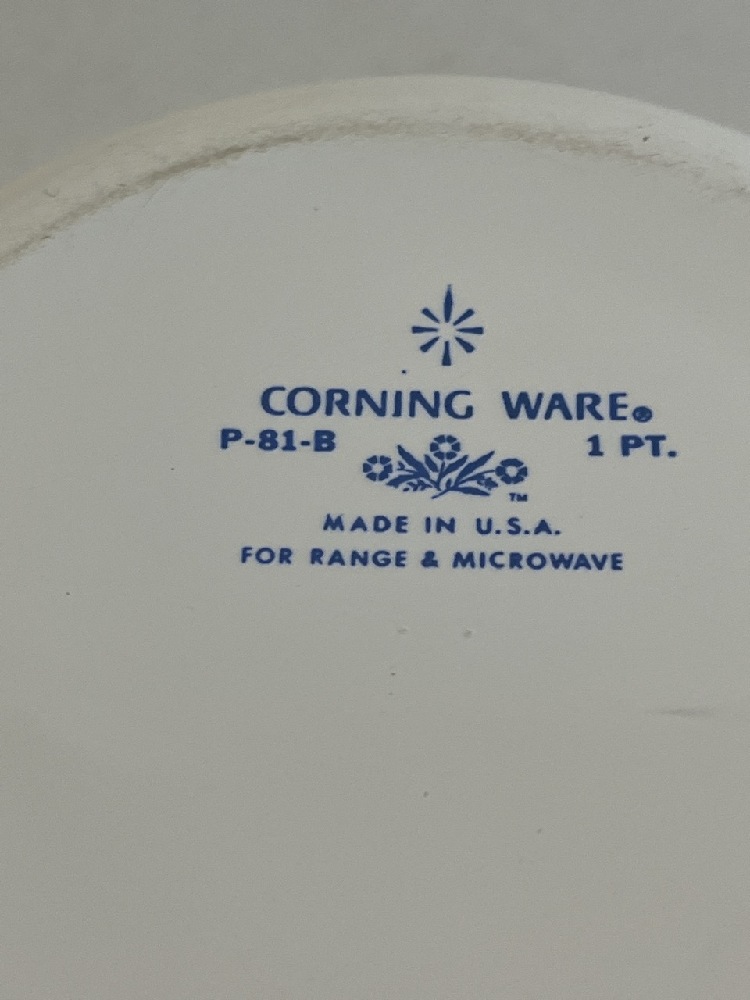 CORNING WARE®
P-81-B 1 PT.
TM
MADE IN U.S.A.
FOR RANGE & MICROWAVE